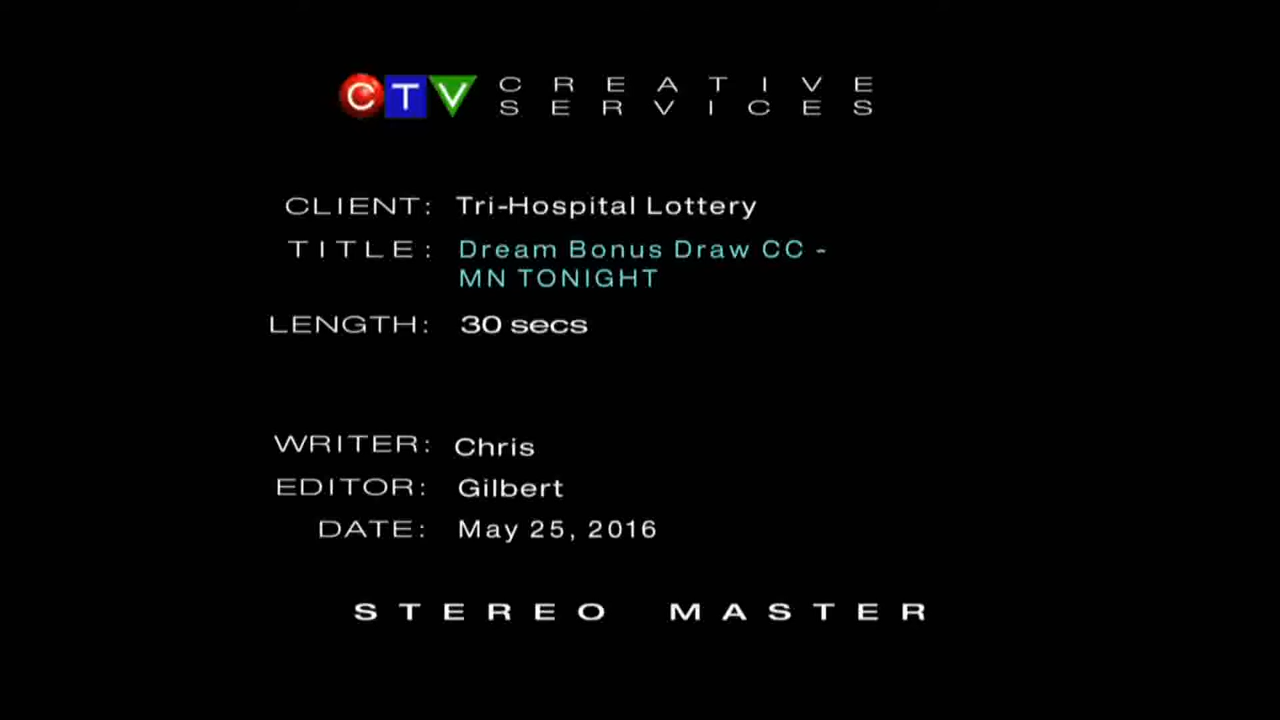 CTV CREATIVE
SERVICES
CLIENT: Tri-Hospital Lottery
TITLE: Dream Bonus Draw CC -
MN TONIGHT
LENGTH: 30 secs
WRITER: Chris
EDITOR: Gilbert
DATE: May 25, 2016
STEREO MASTER